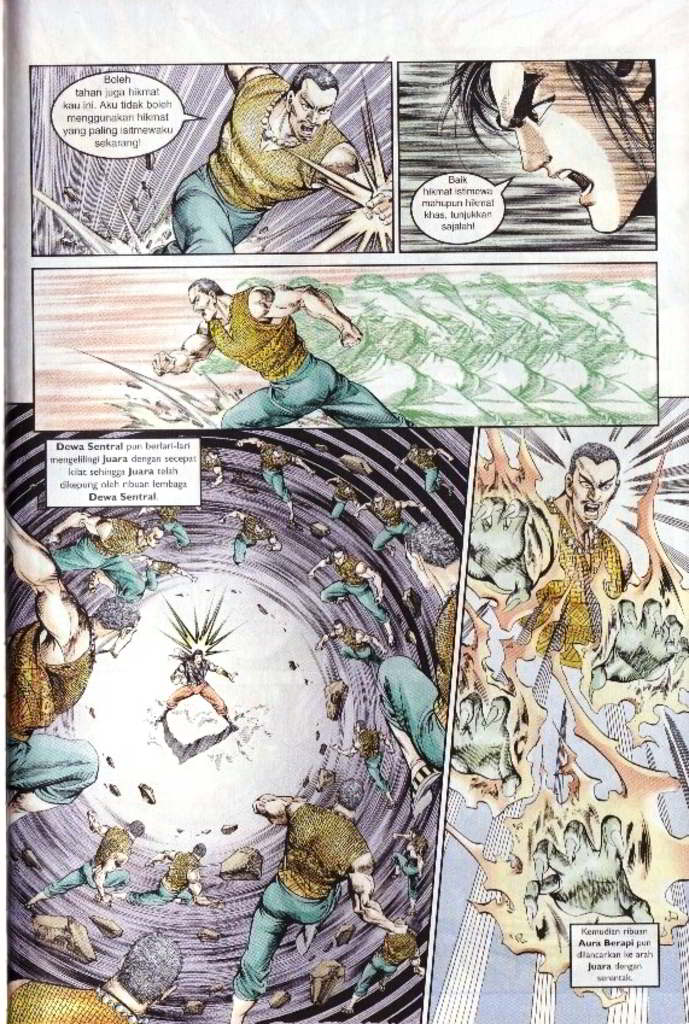 Boleh
tahan juga hikmat
kau ini. Aku tidak boleh
menggunakan hikmat
yang paling isitmewaku
sekarang!
Baik
hikmat istimewa
mahupun hikmat
khas, tunjukkan
sajalah!
Dewa Sentral pun berlari-lari
mengelilingi Juara dengan secepat
kilat sehingga Juara telah
dikepung oleh ribuan lembaga
Dewa Sentral.
Kemudian ribuan
Aura Berapi pun
dilancarkan ke arah
Juara dengan
serentak.